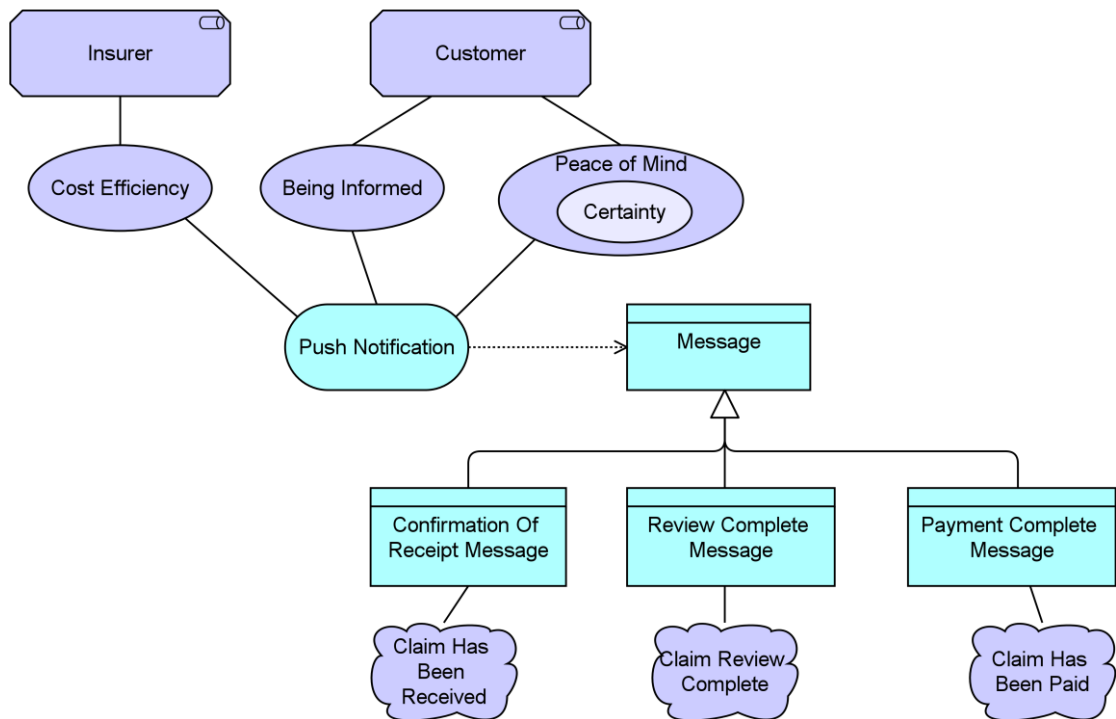 Insurer
Customer
Cost Efficiency
Being Informed
Peace of Mind
Certainty
Push Notification
Message
Confirmation Of
Receipt Message
Review Complete
Message
Payment Complete
Message
Claim Has
Been
Received
Claim Review
Complete
Claim Has
Been Paid